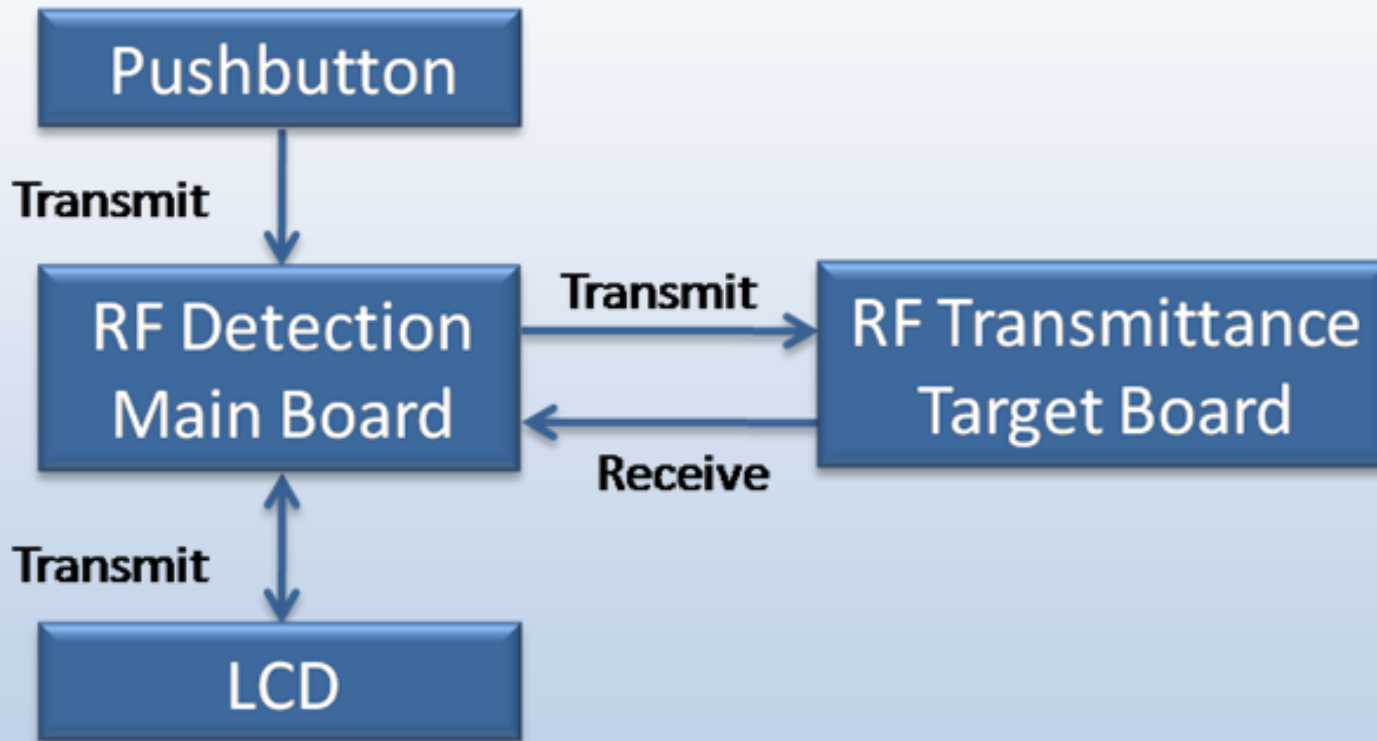 Pushbutton
Transmit
RF Detection
Main Board
Transmit
Receive
RF Transmittance
Target Board
Transmit
LCD